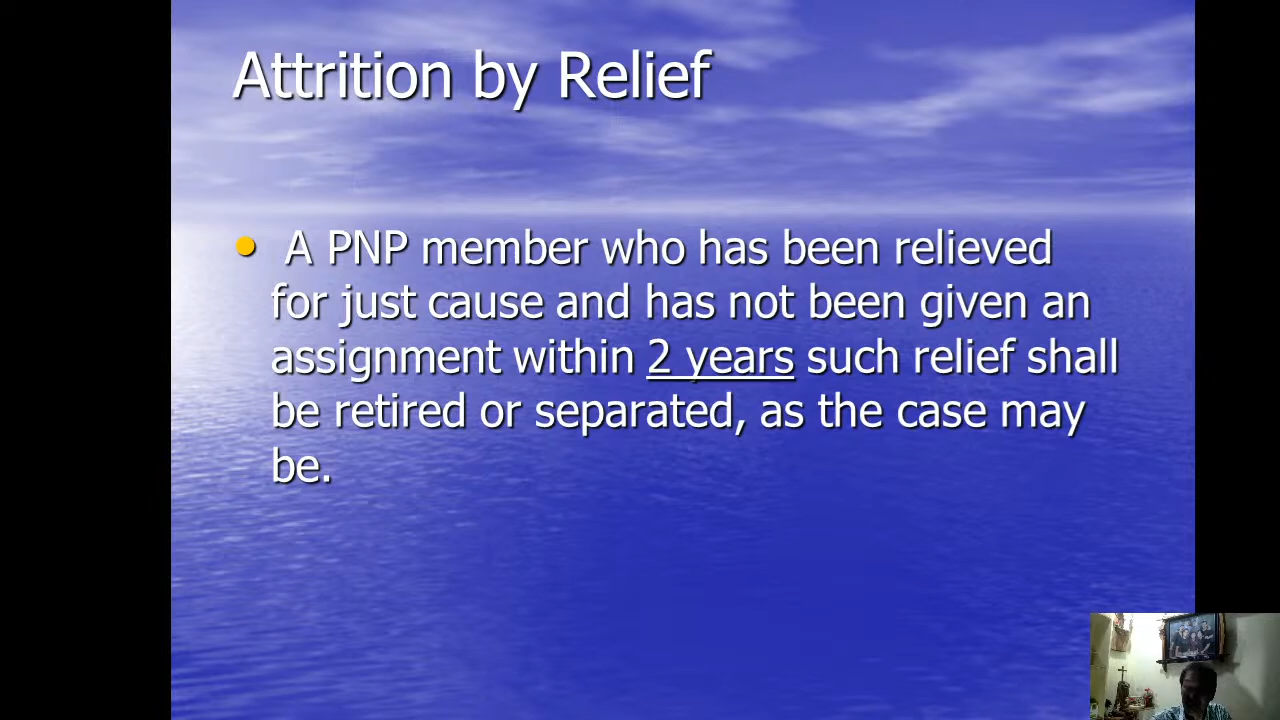 Attrition by Relief
• A PNP member who has been relieved
for just cause and has not been given an
assignment within 2 years such relief shall
be retired or separated, as the case may
be.